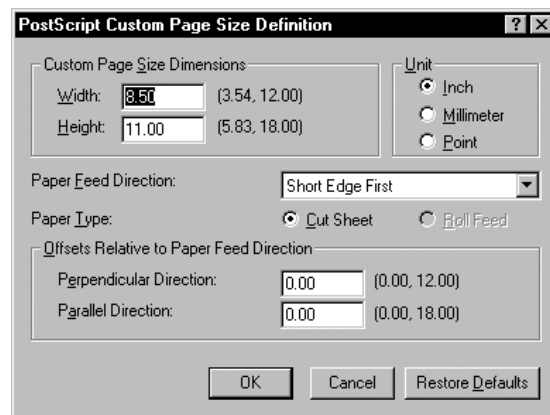 PostScript Custom Page Size Definition
Custom Page Size Dimensions
Width: 8.50 (3.54, 12.00)
Height: 11.00 (5.83, 18.00)
Unit
Inch
Millimeter
Point
Paper Feed Direction: Short Edge First
Paper Type: Cut Sheet Roll Feed
Offsets Relative to Paper Feed Direction
Perpendicular Direction: 0.00 (0.00, 12.00)
Parallel Direction: 0.00 (0.00, 18.00)
OK Cancel Restore Defaults